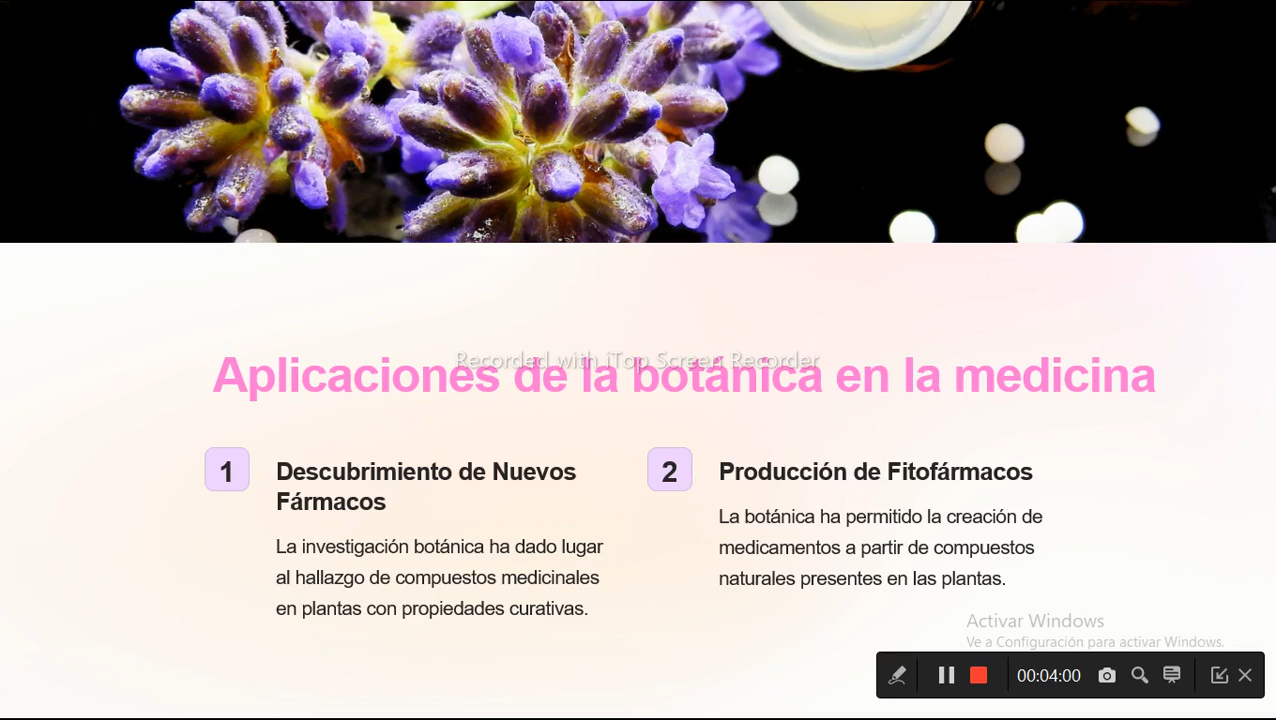 Aplicaciones de la botánica en la medicina
Recorded with iTop Screen Recorder
1
Descubrimiento de Nuevos
Fármacos
La investigación botánica ha dado lugar
al hallazgo de compuestos medicinales
en plantas con propiedades curativas.
2
Producción de Fitofármacos
La botánica ha permitido la creación de
medicamentos a partir de compuestos
naturales presentes en las plantas.
Activar Windows
Ve a Configuración para activar Windows.
00:04:00